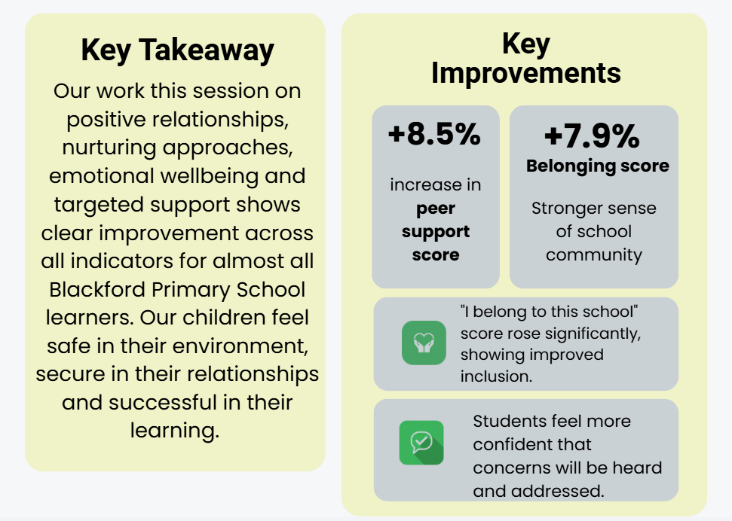 Key Takeaway
Our work this session on
positive relationships,
nurturing approaches,
emotional wellbeing and
targeted support shows
clear improvement across
all indicators for almost all
Blackford Primary School
learners. Our children feel
safe in their environment,
secure in their relationships
and successful in their
learning.
Key
Improvements
+8.5%
increase in
peer
support
score
+7.9%
Belonging score
Stronger sense
of school
community
"I belong to this school"
score rose significantly,
showing improved
inclusion.
Students feel more
confident that
concerns will be heard
and addressed.